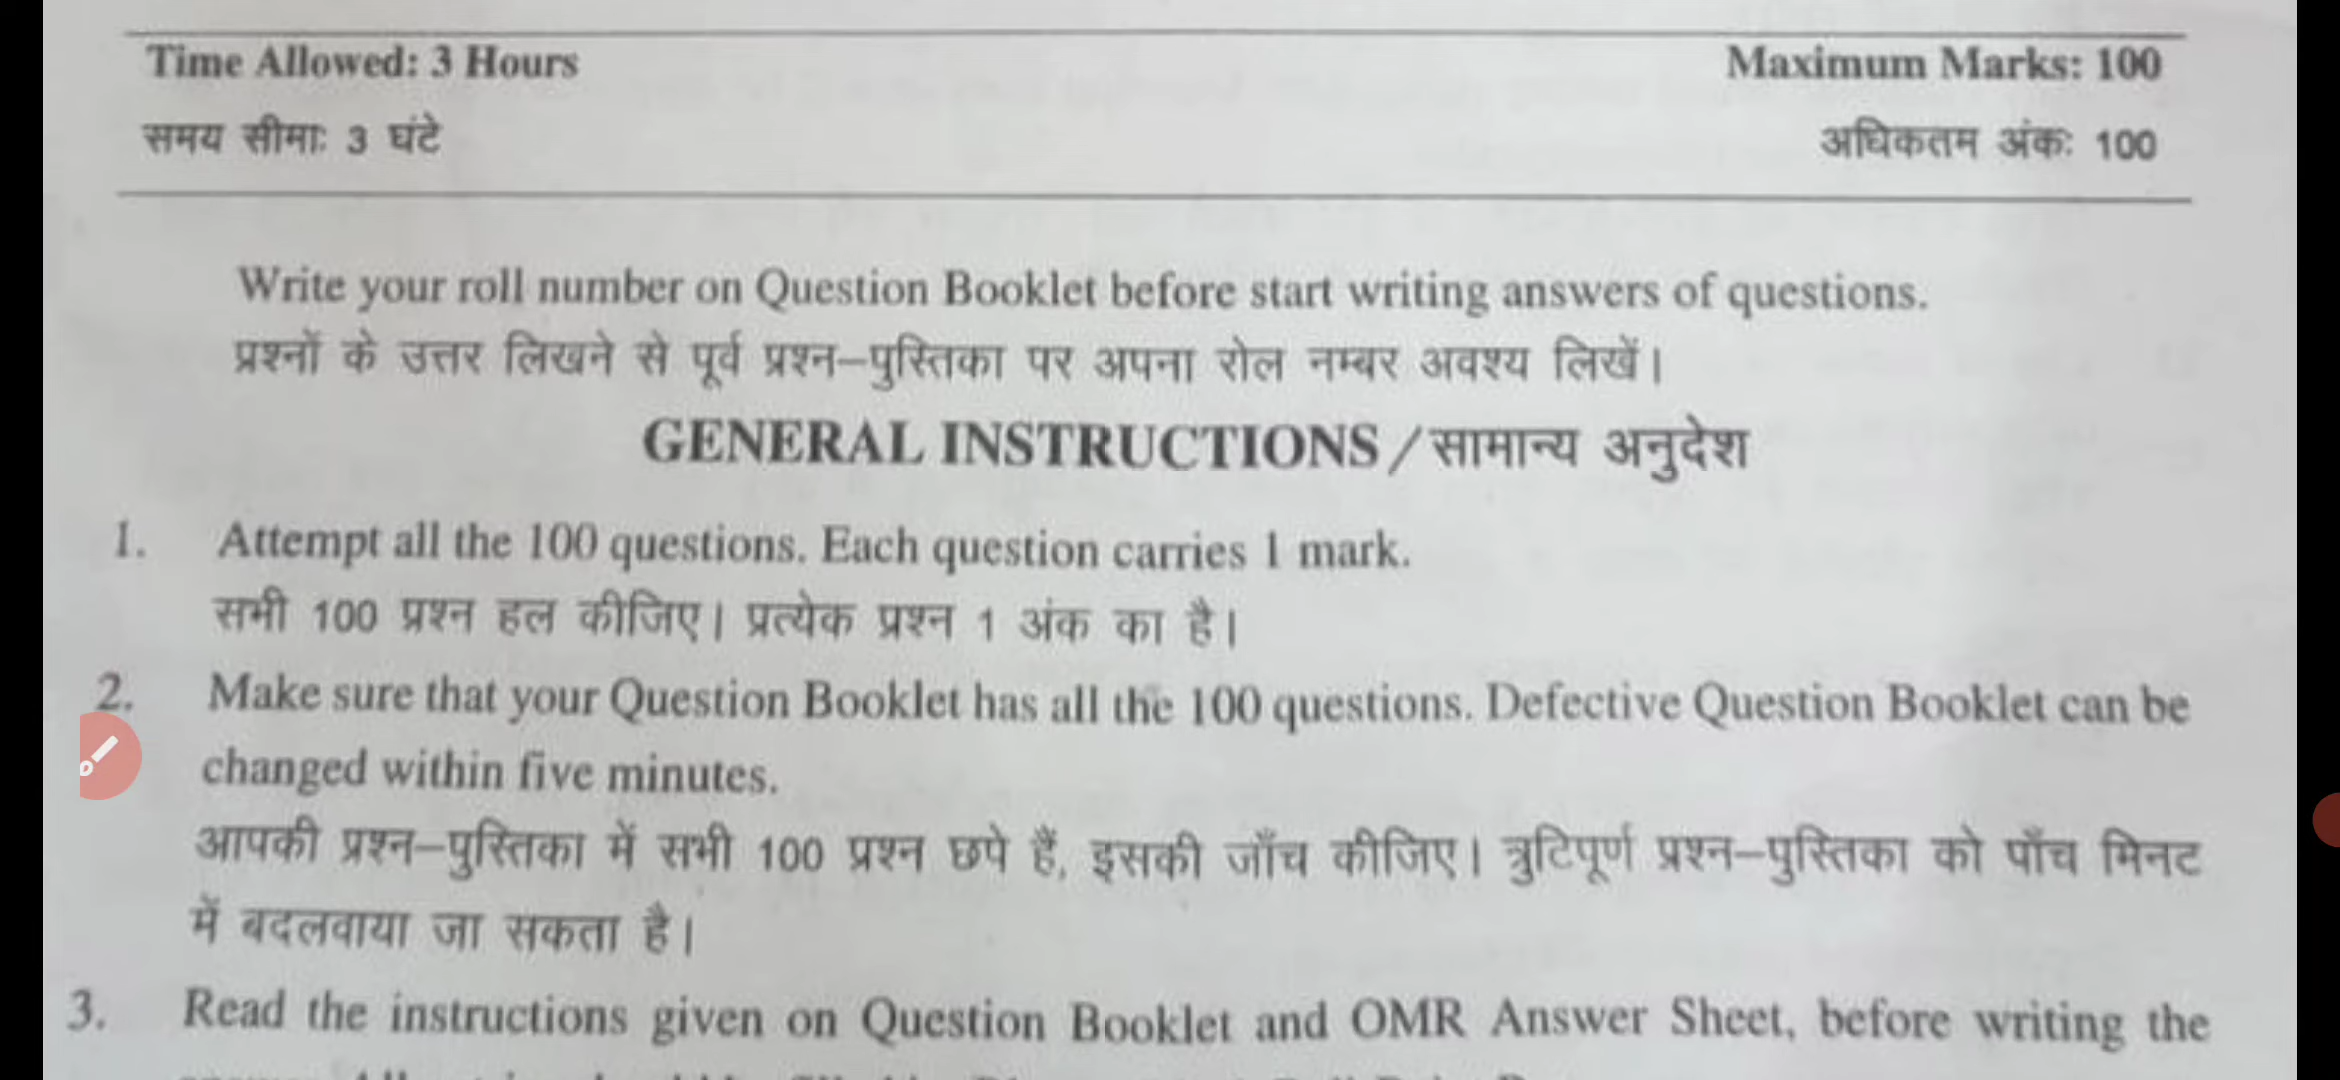 Time Allowed: 3 Hours
Maximum Marks: 100
समय सीमाः 3 घंटे
अधिकतम अंकः 100
Write your roll number on Question Booklet before start writing answers of questions.
प्रश्नों के उत्तर लिखने से पूर्व प्रश्न–पुस्तिका पर अपना रोल नम्बर अवश्य लिखें।
GENERAL INSTRUCTIONS / सामान्य अनुदेश
1. Attempt all the 100 questions. Each question carries 1 mark.
सभी 100 प्रश्न हल कीजिए। प्रत्येक प्रश्न 1 अंक का है।
2. Make sure that your Question Booklet has all the 100 questions. Defective Question Booklet can be
changed within five minutes.
आपकी प्रश्न–पुस्तिका में सभी 100 प्रश्न छपे हैं, इसकी जाँच कीजिए। त्रुटिपूर्ण प्रश्न–पुस्तिका को पाँच मिनट
में बदलवाया जा सकता है।
3. Read the instructions given on Question Booklet and OMR Answer Sheet, before writing the